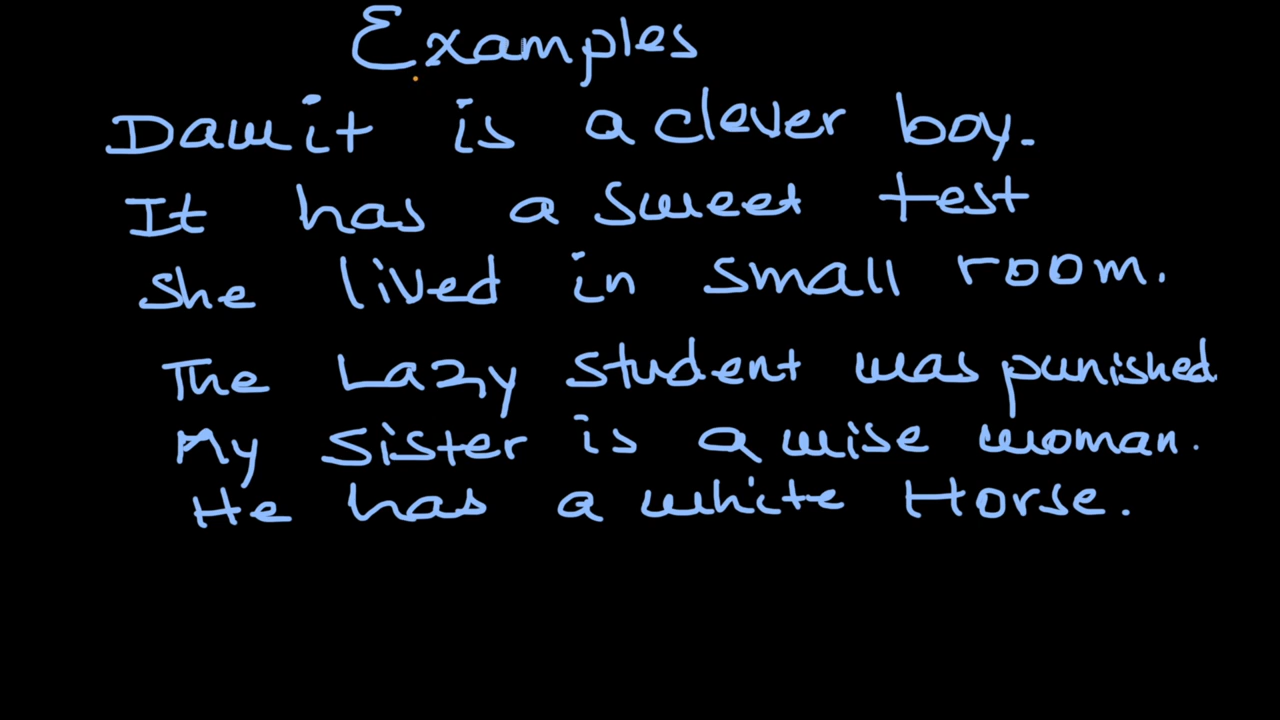 Examples
Dawit is a clever boy.
It has a sweet test
She lived in small room.
The Lazy student was punished.
My sister is a wise woman.
He has a white Horse.